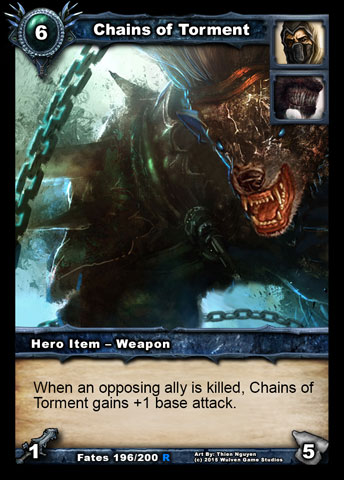 6
Chains of Torment
Hero Item – Weapon
When an opposing ally is killed, Chains of
Torment gains +1 base attack.
1
Fates 196/200 R
Art By: Thien Nguyen
(c) 2015 Wulven Game Studios
5